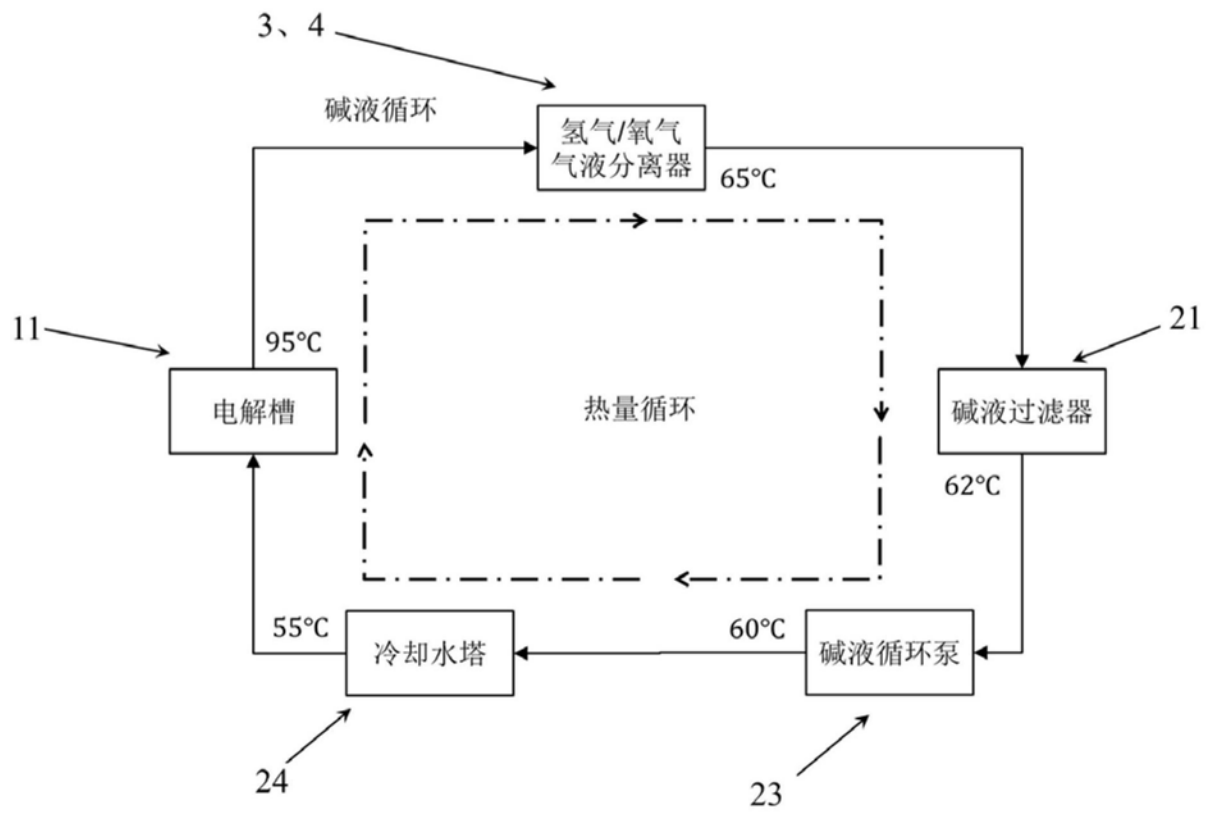 3、4
碱液循环
氢气/氧气
气液分离器
65℃
11
95℃
21
电解槽
热量循环
碱液过滤器
62℃
55℃
60℃
冷却水塔
碱液循环泵
24
23